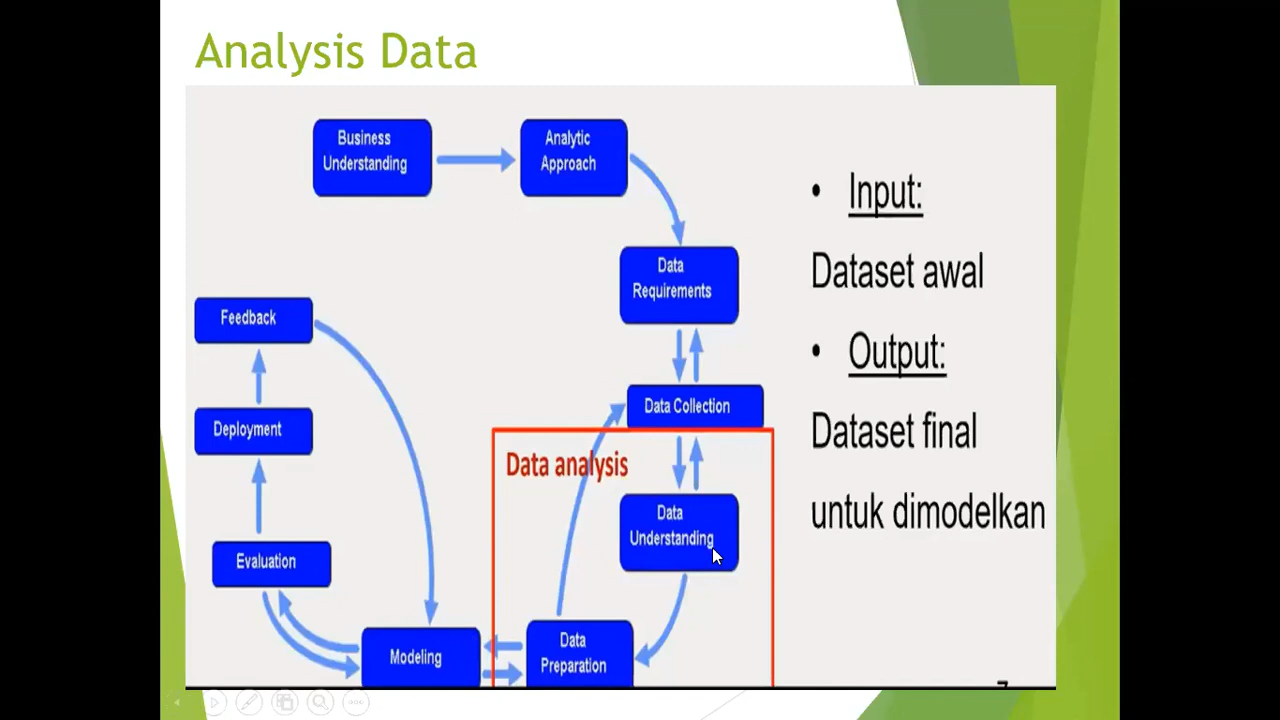 Analysis Data
Business
Understanding
Analytic
Approach
Data
Requirements
Feedback
Data Collection
Deployment
Data analysis
Data
Understanding
Evaluation
Data
Preparation
Modeling
• Input:
Dataset awal
• Output:
Dataset final
untuk dimodelkan